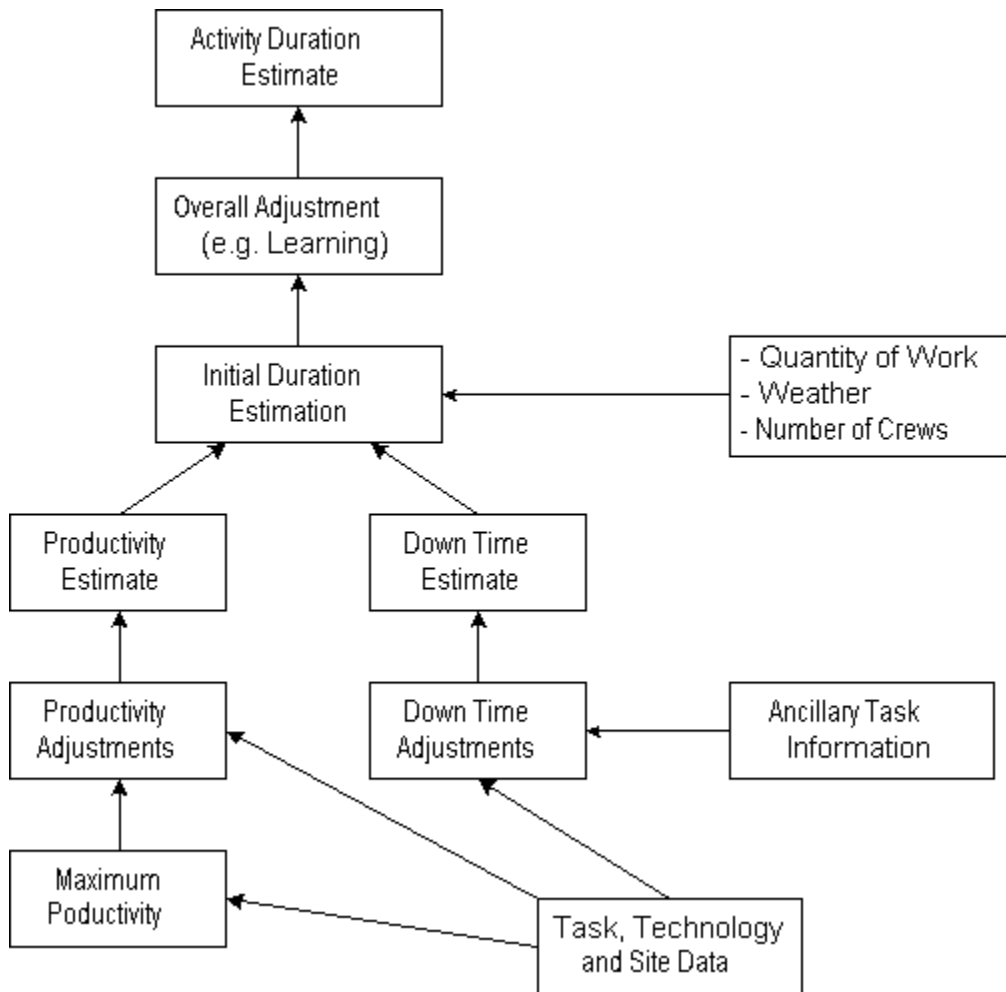 Activity Duration
Estimate
Overall Adjustment
(e.g. Learning)
Initial Duration
Estimation
- Quantity of Work
- Weather
- Number of Crews
Productivity
Estimate
Down Time
Estimate
Productivity
Adjustments
Down Time
Adjustments
Ancillary Task
Information
Maximum
Poductivity
Task, Technology
and Site Data